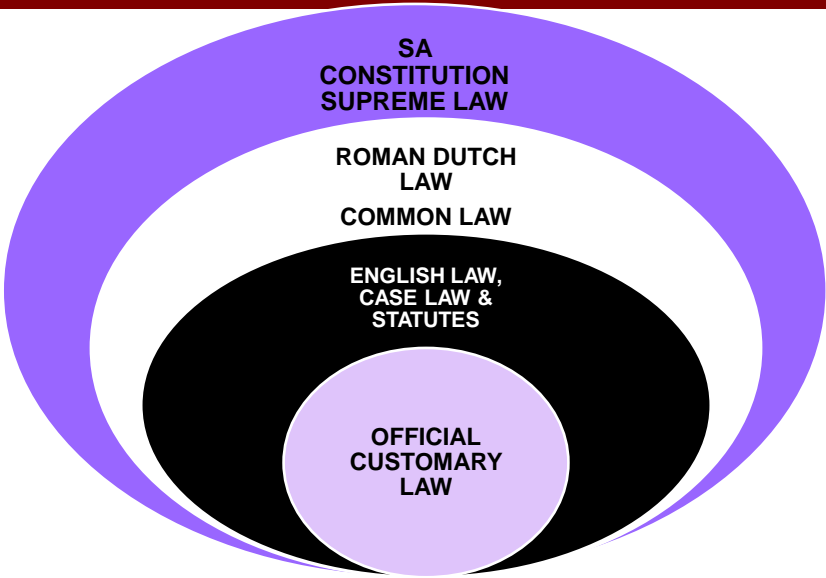 SA
CONSTITUTION
SUPREME LAW
ROMAN DUTCH
LAW
COMMON LAW
ENGLISH LAW,
CASE LAW &
STATUTES
OFFICIAL
CUSTOMARY
LAW